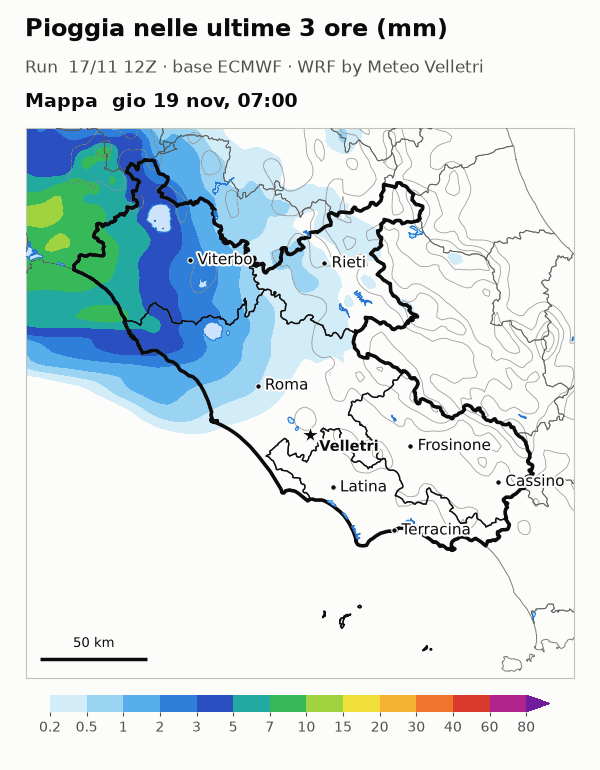 Pioggia nelle ultime 3 ore (mm)
Run  17/11 12Z · base ECMWF · WRF by Meteo Velletri
Mappa  gio 19 nov, 07:00
Viterbo
Rieti
Roma
Velletri
Frosinone
Latina
Cassino
Terracina
50 km
0.2 0.5 1 2 3 5 7 10 15 20 30 40 60 80